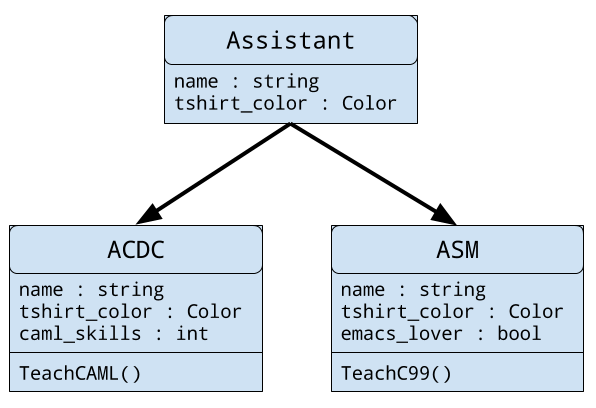 Assistant
name : string
tshirt_color : Color
ACDC
name : string
tshirt_color : Color
caml_skills : int
TeachCAML()
ASM
name : string
tshirt_color : Color
emacs_lover : bool
TeachC99()